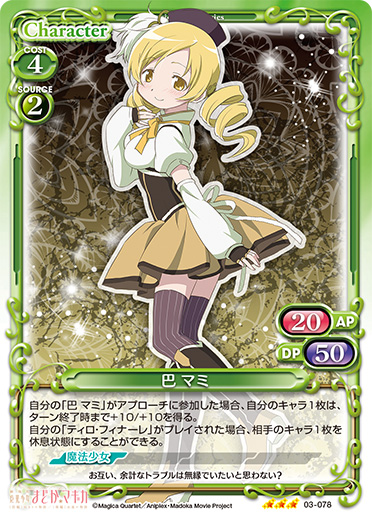 Character
COST
4
SOURCE
2
20 AP
DP 50
巴 マミ
自分の「巴 マミ」がアプローチに参加した場合、自分のキャラ1枚は、
ターン終了時まで+10/+10を得る。
自分の「ティロ・フィナーレ」がプレイされた場合、相手のキャラ1枚を
休息状態にすることができる。
魔法少女
お互い、余計なトラブルは無縁でいたいと思わない?
まどか☆マギカ
©Magica Quartet/Aniplex・Madoka Movie Project
03-078